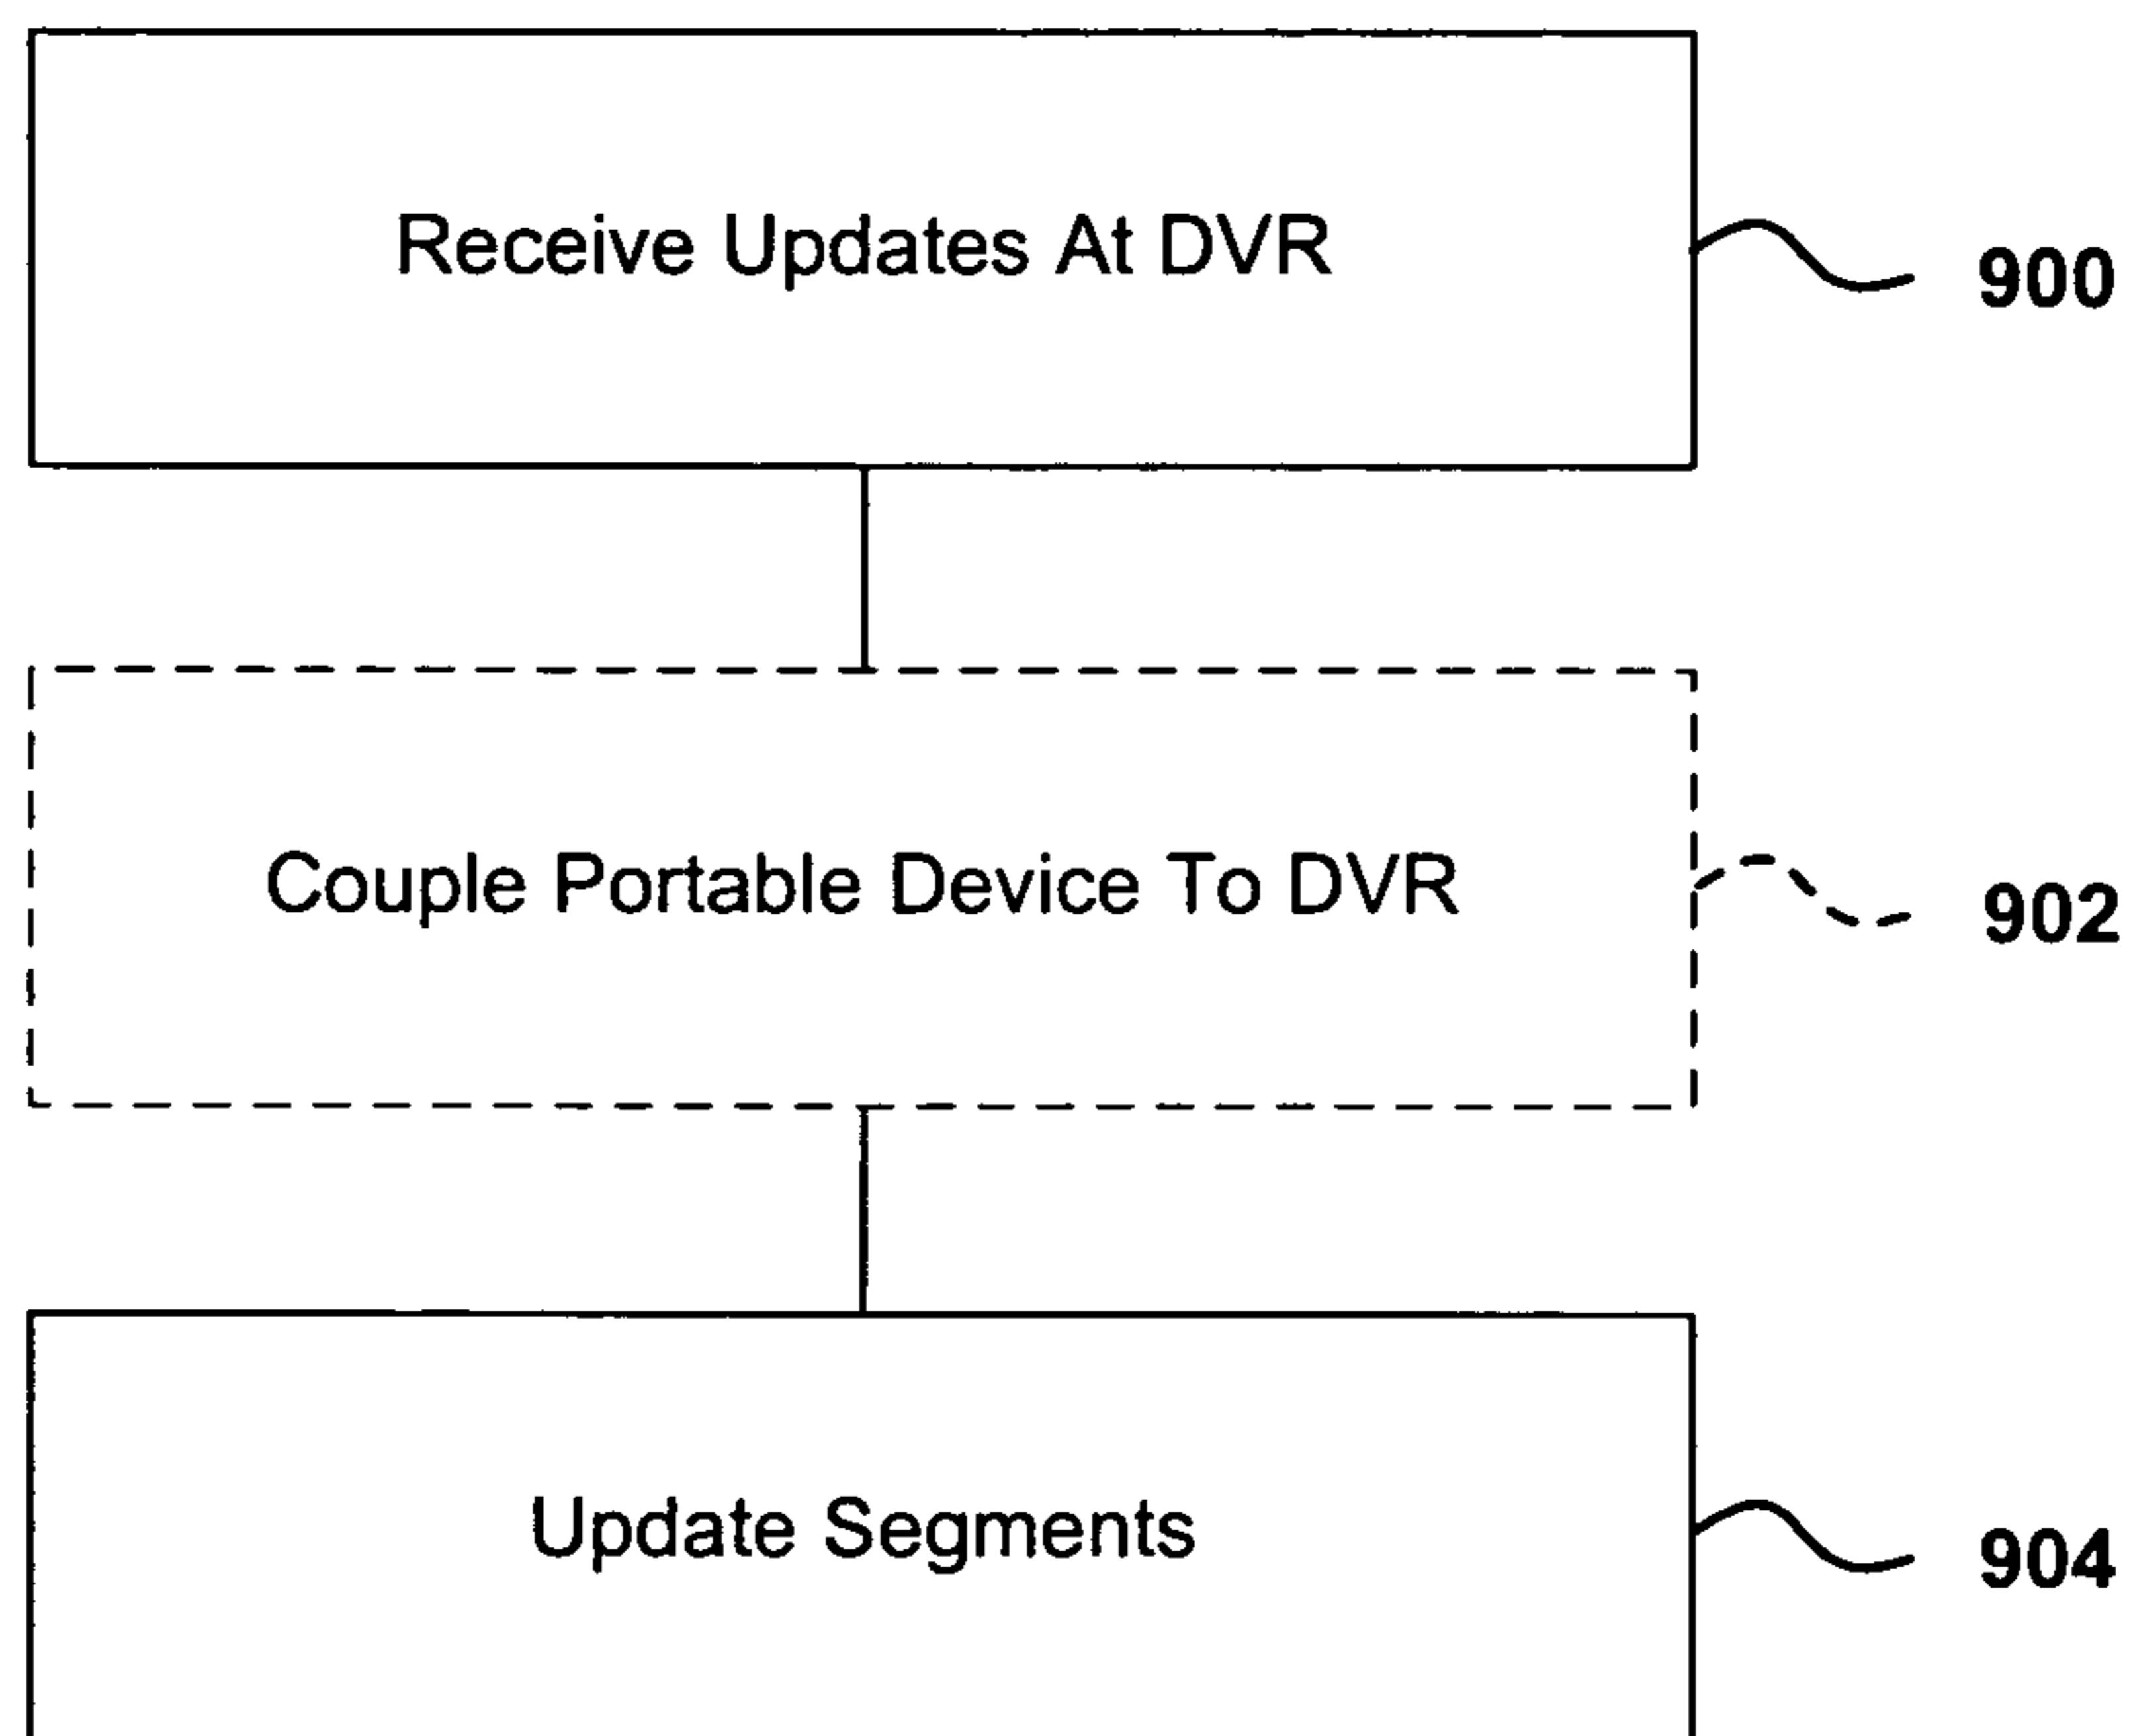 Receive Updates At DVR
900
Couple Portable Device To DVR
902
Update Segments
904